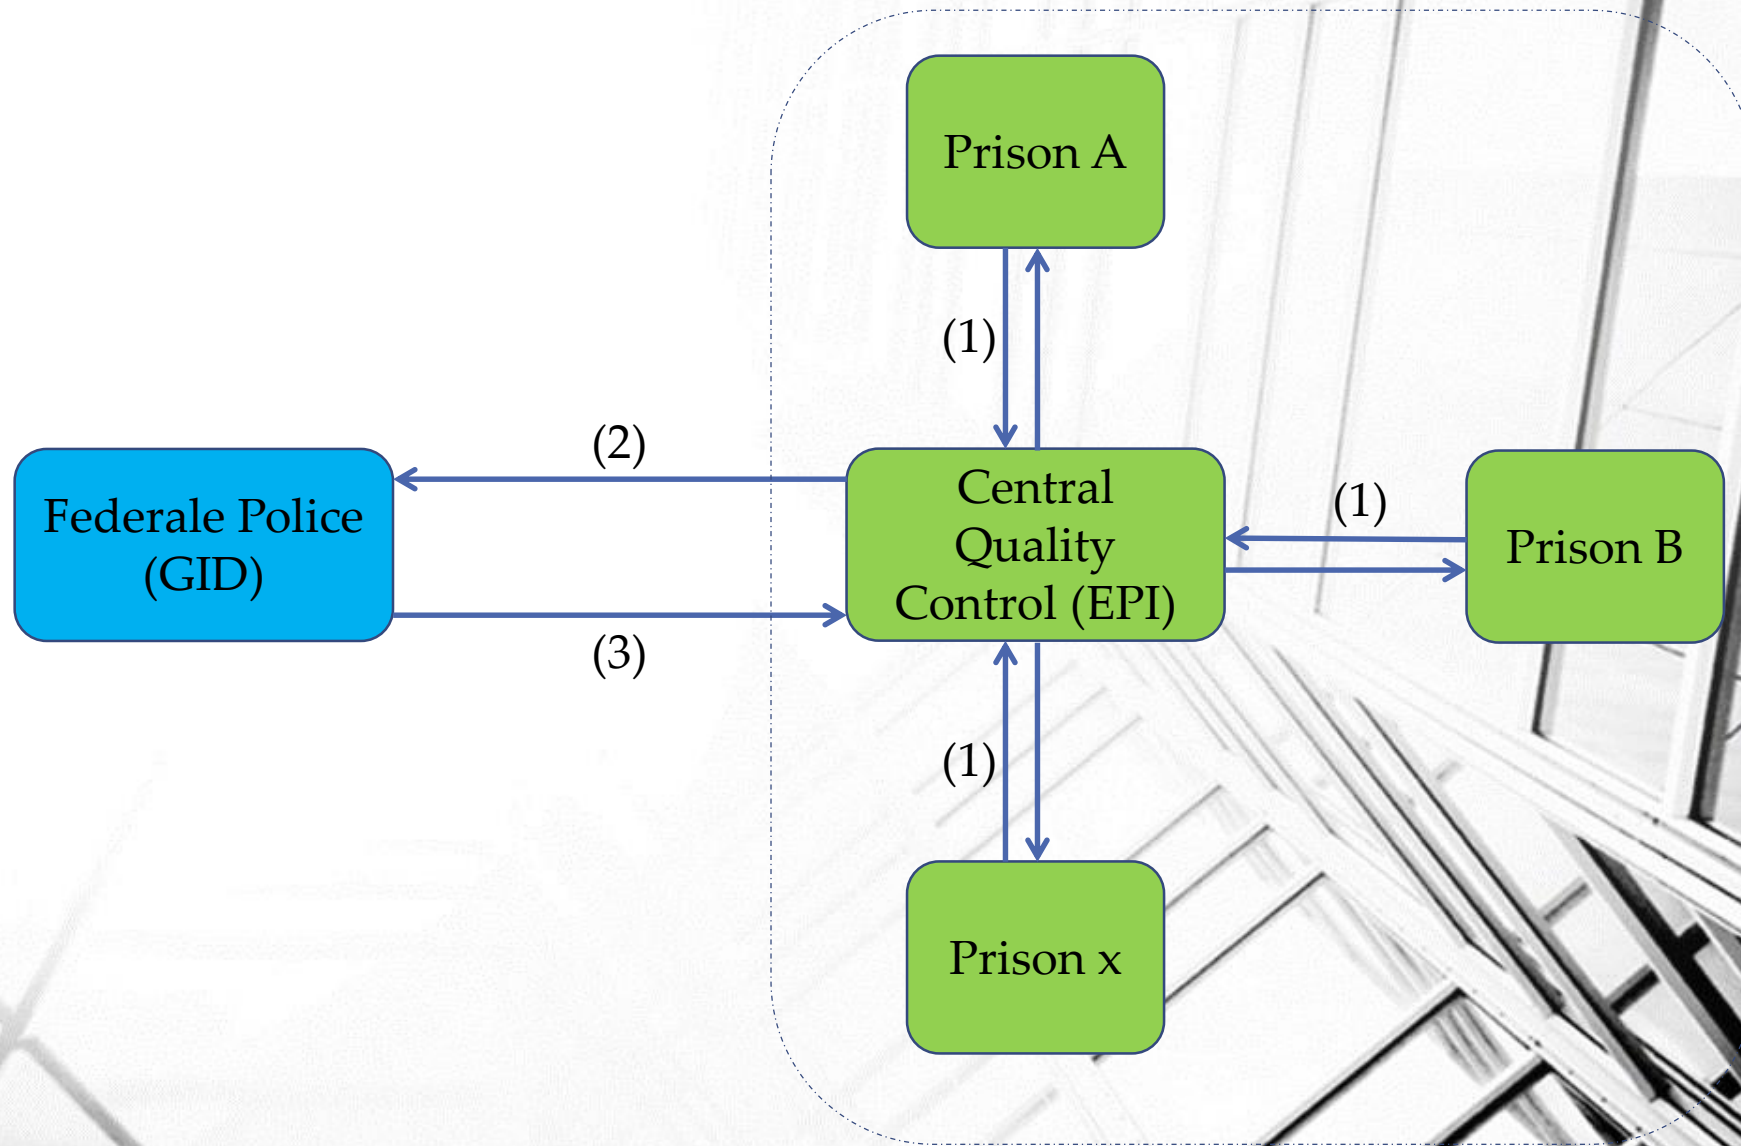 Prison A
(1)
(2)
Federale Police
(GID)
Central
Quality
Control (EPI)
(1)
Prison B
(3)
(1)
Prison x